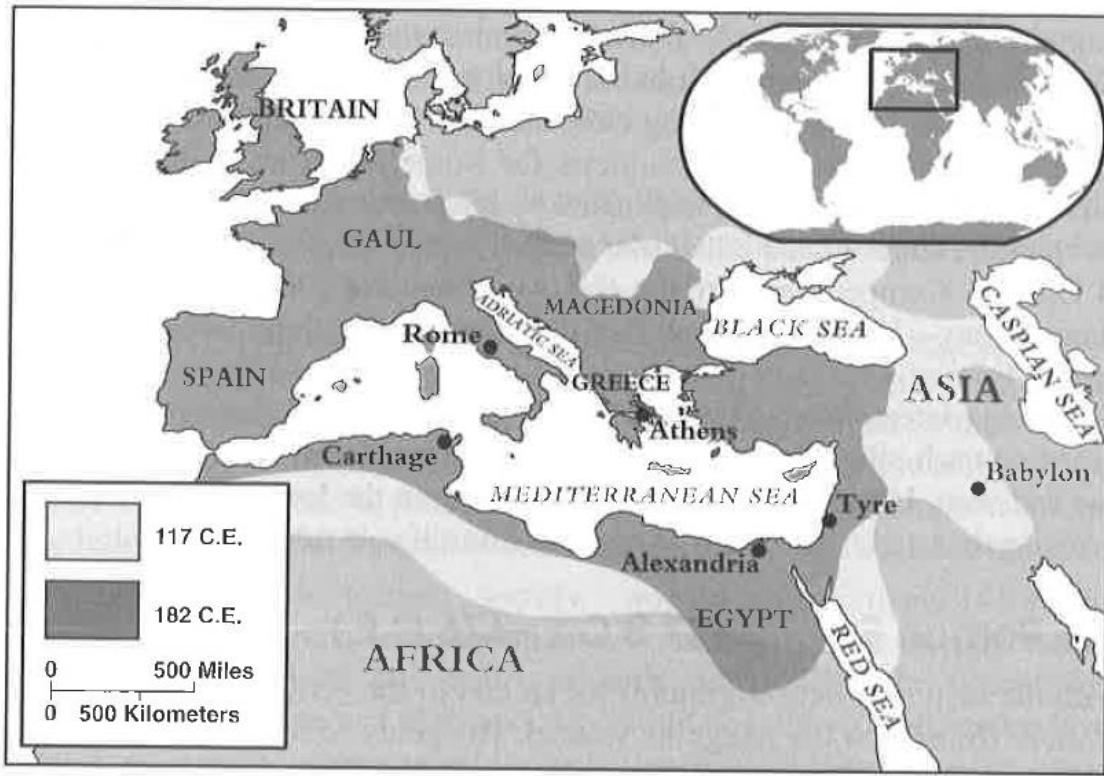 BRITAIN
GAUL
MACEDONIA
ADRIATIC SEA
BLACK SEA
CASPIAN SEA
Rome
SPAIN
GREECE
ASIA
Athens
Carthage
Babylon
MEDITERRANEAN SEA
Tyre
Alexandria
EGYPT
AFRICA
RED SEA
117 C.E.
182 C.E.
0 500 Miles
0 500 Kilometers